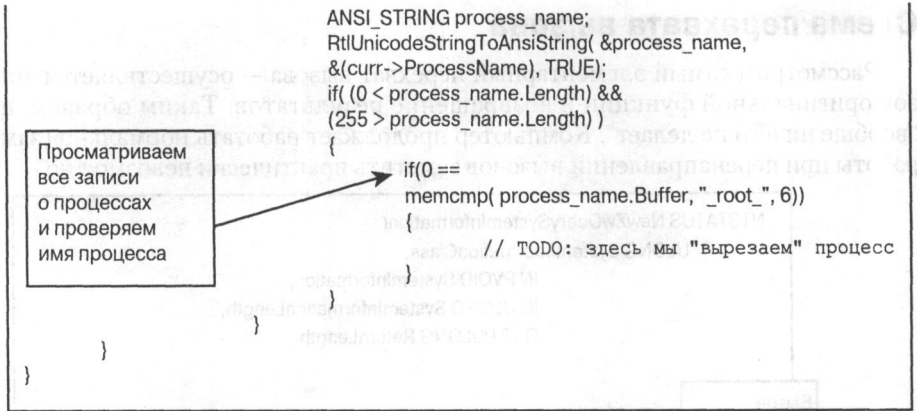 ANSI_STRING process_name;
RtlUnicodeStringToAnsiString( &process_name,
&(curr->ProcessName), TRUE);
if( (0 < process_name.Length) &&
(255 > process_name.Length) )
{
if(0 ==
memcmp( process_name.Buffer, "_root_", 6))
{
// TODO: здесь мы "вырезаем" процесс
}
}
}
}
}
Просматриваем
все записи
о процессах
и проверяем
имя процесса